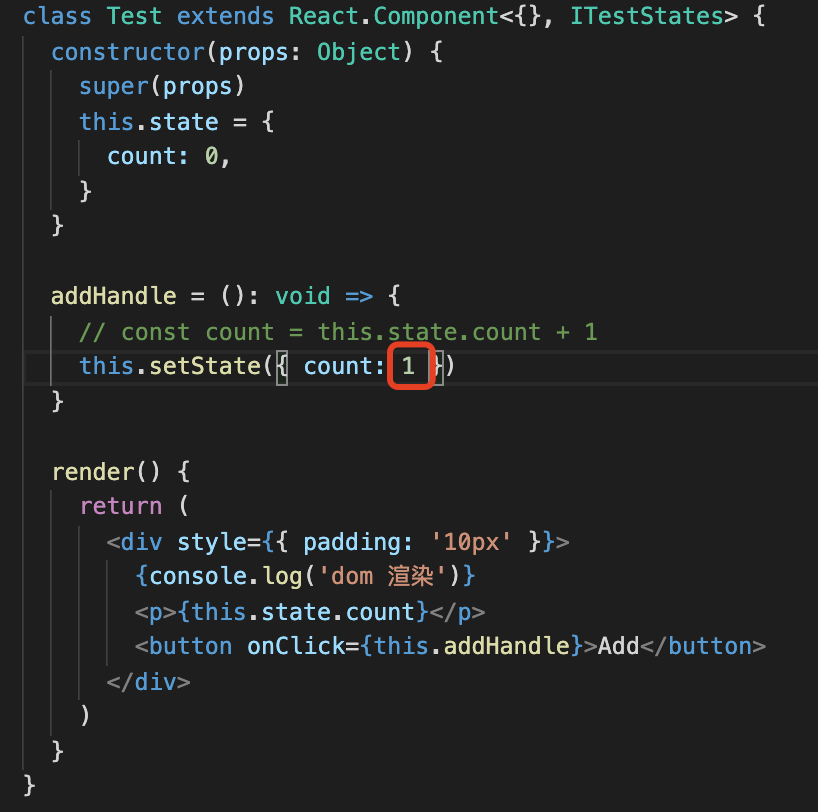 class Test extends React.Component<{}, ITestStates> {
constructor(props: Object) {
super(props)
this.state = {
count: 0,
}
}
addHandle = (): void => {
// const count = this.state.count + 1
this.setState({ count: 1 })
}
render() {
return (
<div style={{ padding: '10px' }}>
{console.log('dom 渲染')}
<p>{this.state.count}</p>
<button onClick={this.addHandle}>Add</button>
</div>
)
}
}